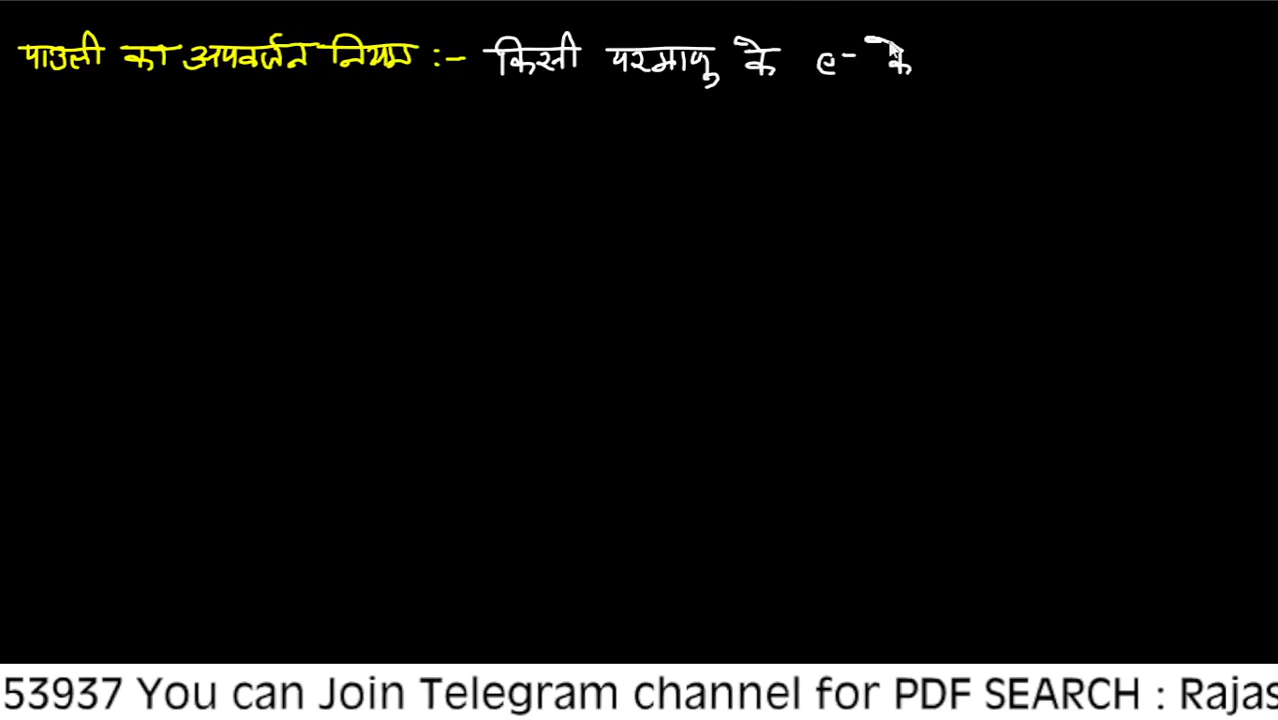 पाउली का अपवर्जन नियम :- किसी परमाणु के e⁻ के
53937 You can Join Telegram channel for PDF SEARCH : Rajas